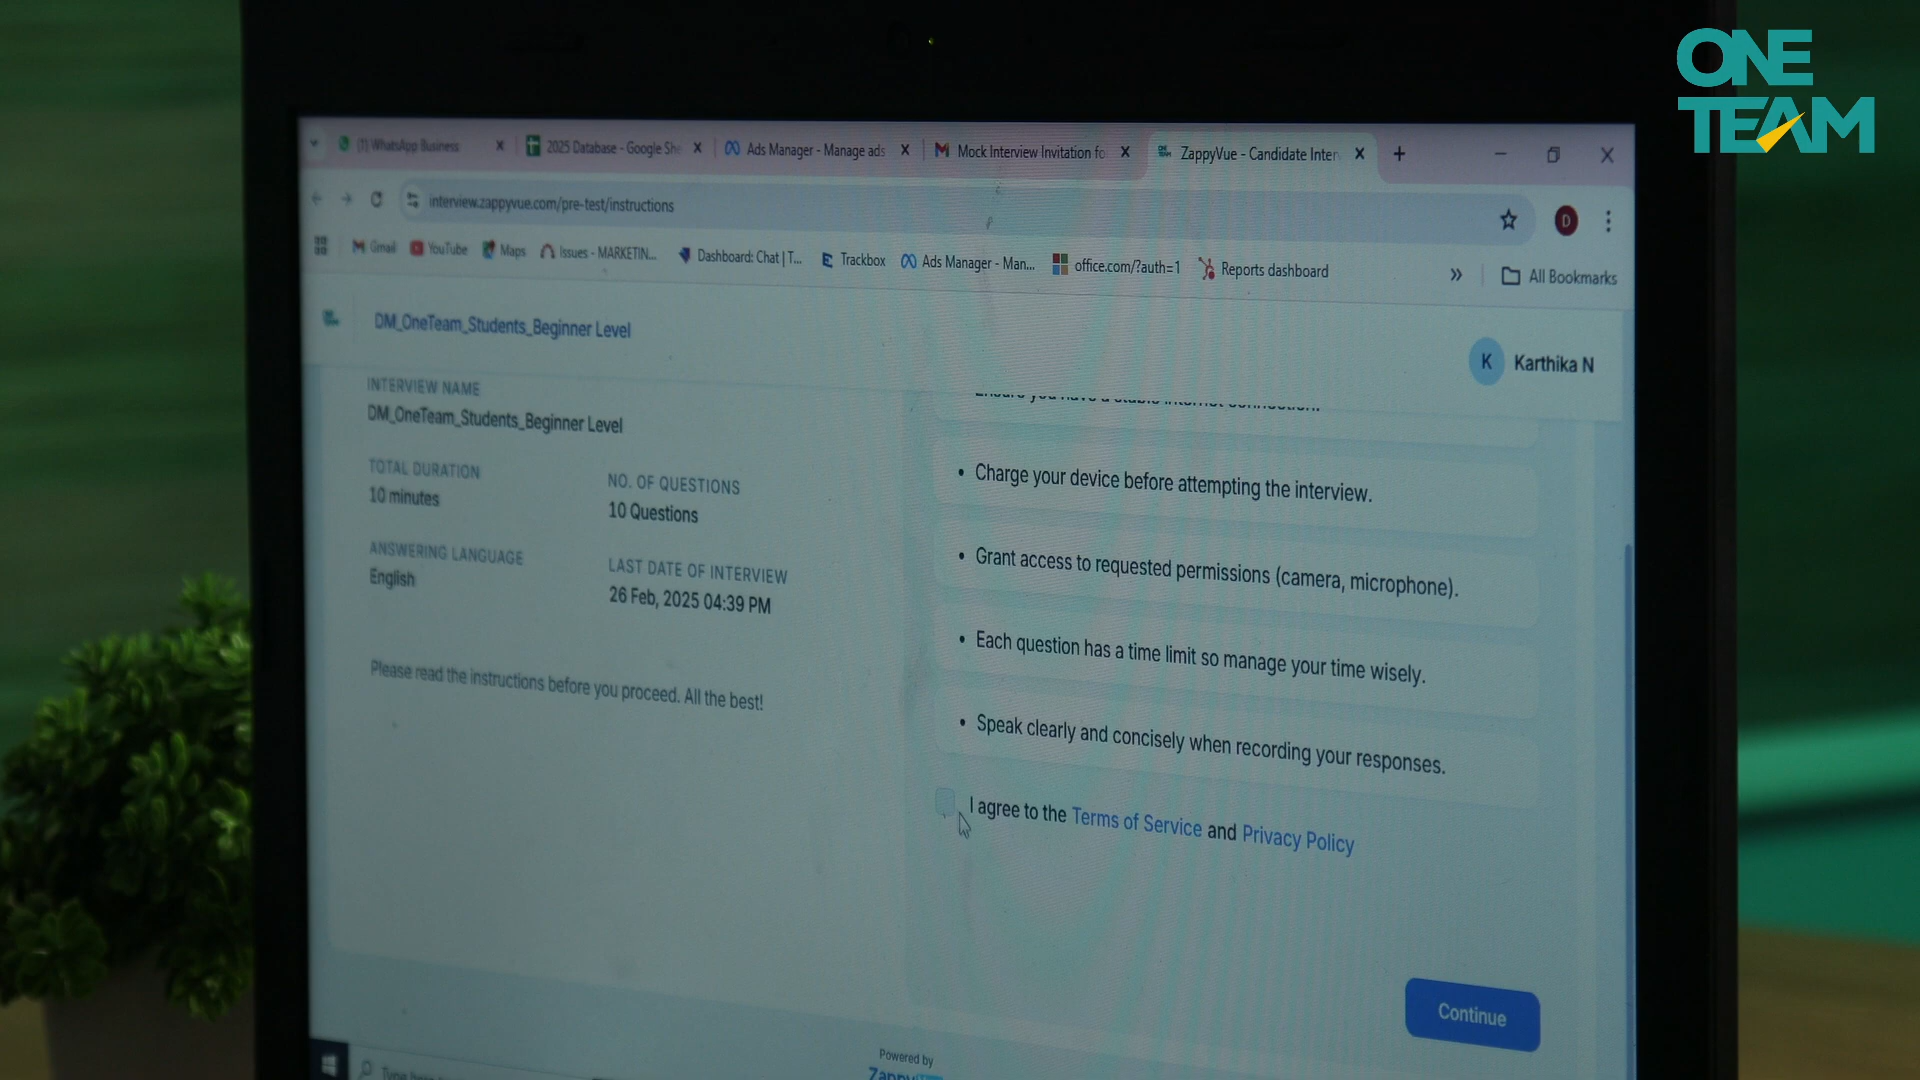 ONE
TEAM
(1) WhatsApp Business
2025 Database - Google She
Ads Manager - Manage ads
Mock Interview Invitation fo
ZappyVue - Candidate Inter
interview.zappyvue.com/pre-test/instructions
Gmail
YouTube
Maps
Issues - MARKETIN...
Dashboard: Chat | T...
Trackbox
Ads Manager - Man...
office.com/?auth=1
Reports dashboard
All Bookmarks
DM_OneTeam_Students_Beginner Level
K
Karthika N
INTERVIEW NAME
DM_OneTeam_Students_Beginner Level
TOTAL DURATION
10 minutes
NO. OF QUESTIONS
10 Questions
ANSWERING LANGUAGE
English
LAST DATE OF INTERVIEW
26 Feb, 2025 04:39 PM
Please read the instructions before you proceed. All the best!
Ensure you have a stable internet connection.
• Charge your device before attempting the interview.
• Grant access to requested permissions (camera, microphone).
• Each question has a time limit so manage your time wisely.
• Speak clearly and concisely when recording your responses.
I agree to the Terms of Service and Privacy Policy
Continue
Powered by